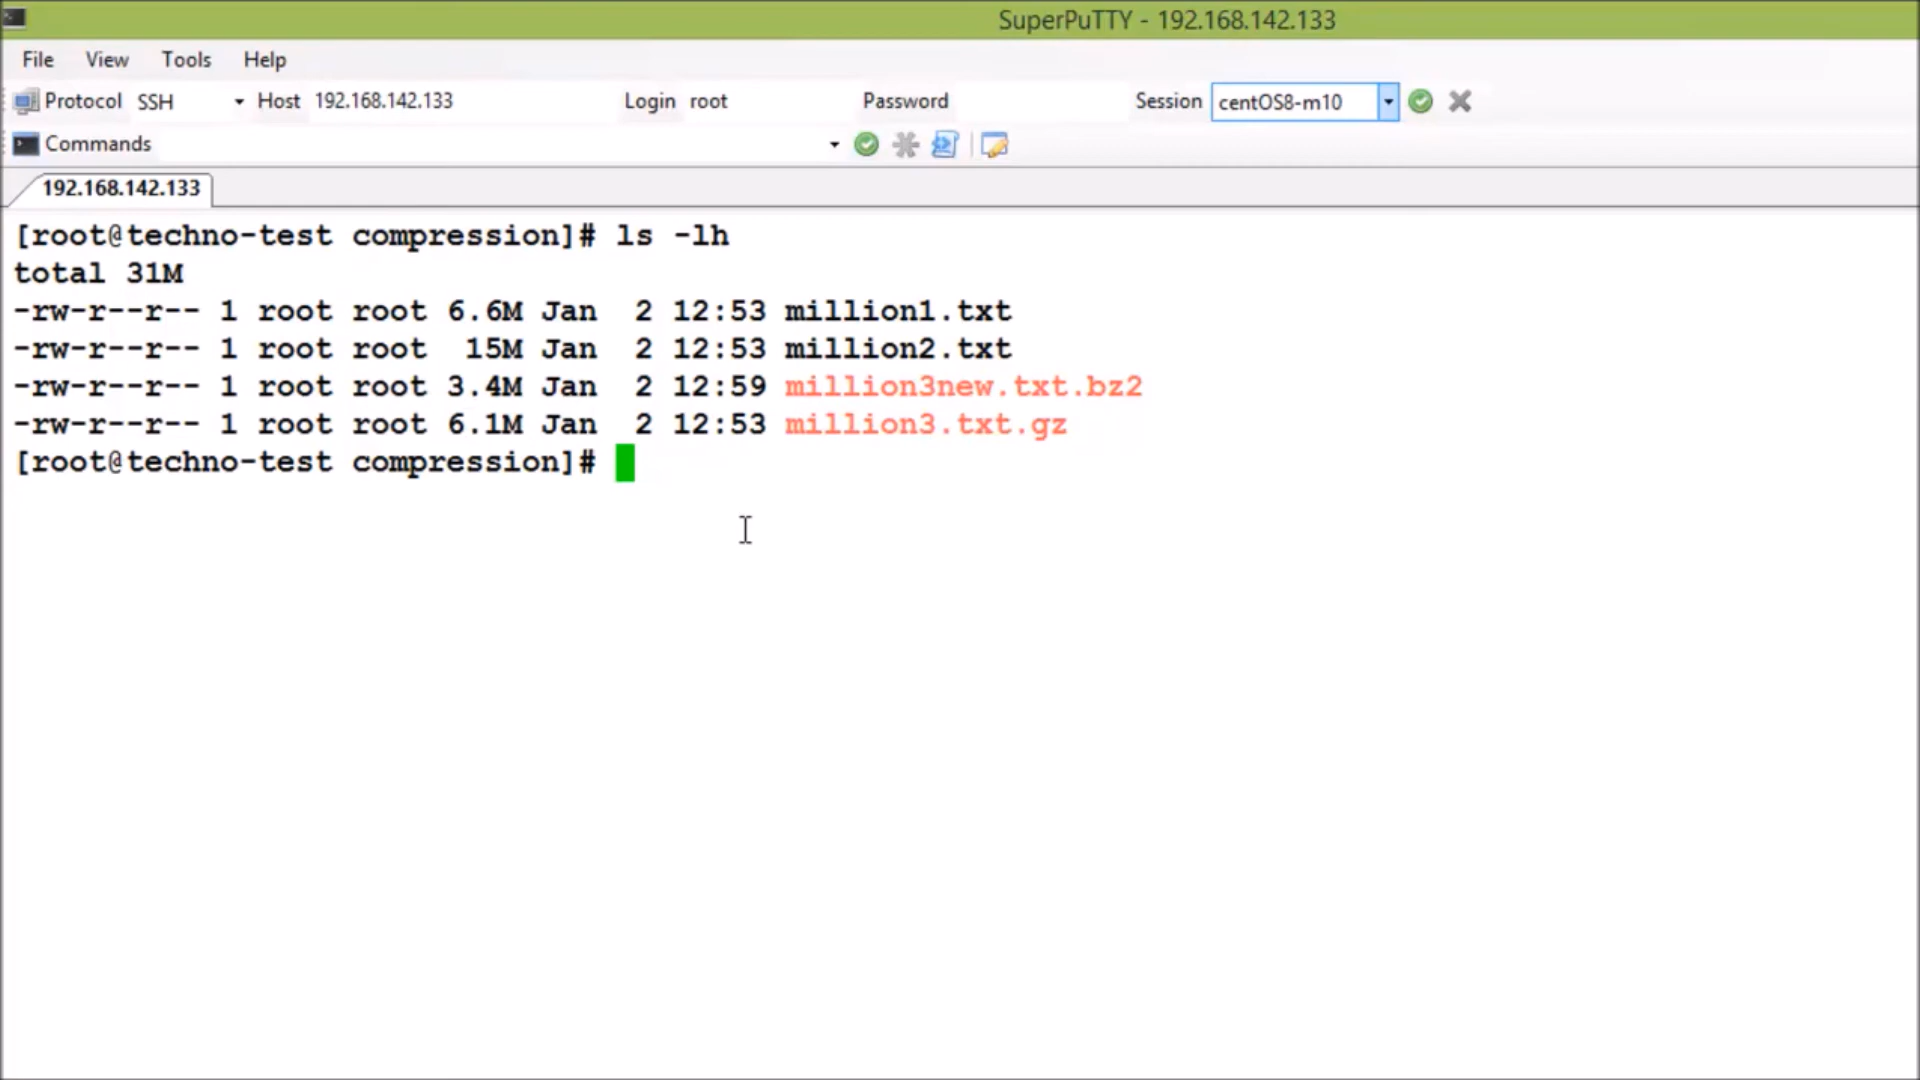 SuperPuTTY - 192.168.142.133
File View Tools Help
Protocol SSH Host 192.168.142.133 Login root Password Session centOS8-m10
Commands
192.168.142.133
[root@techno-test compression]# ls -lh
total 31M
-rw-r--r-- 1 root root 6.6M Jan  2 12:53 million1.txt
-rw-r--r-- 1 root root  15M Jan  2 12:53 million2.txt
-rw-r--r-- 1 root root 3.4M Jan  2 12:59 million3new.txt.bz2
-rw-r--r-- 1 root root 6.1M Jan  2 12:53 million3.txt.gz
[root@techno-test compression]#